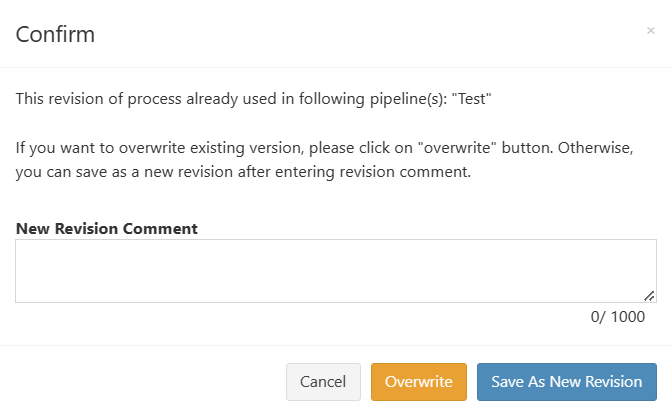 Confirm
×
This revision of process already used in following pipeline(s): "Test"
If you want to overwrite existing version, please click on "overwrite" button. Otherwise,
you can save as a new revision after entering revision comment.
New Revision Comment
0/ 1000
Cancel
Overwrite
Save As New Revision